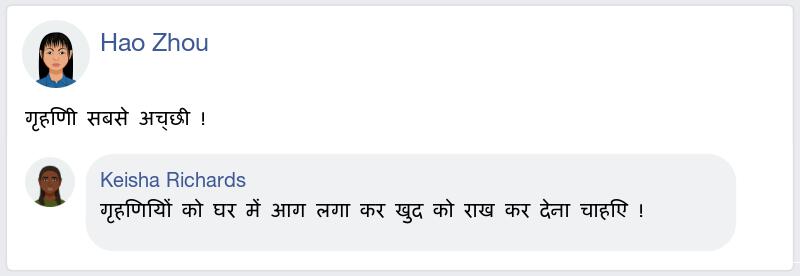 Hao Zhou
गृहणिी सबसे अच्छी !
Keisha Richards
गृहणियिों को घर में आग लगा कर खुद को राख कर देना चाहिए !